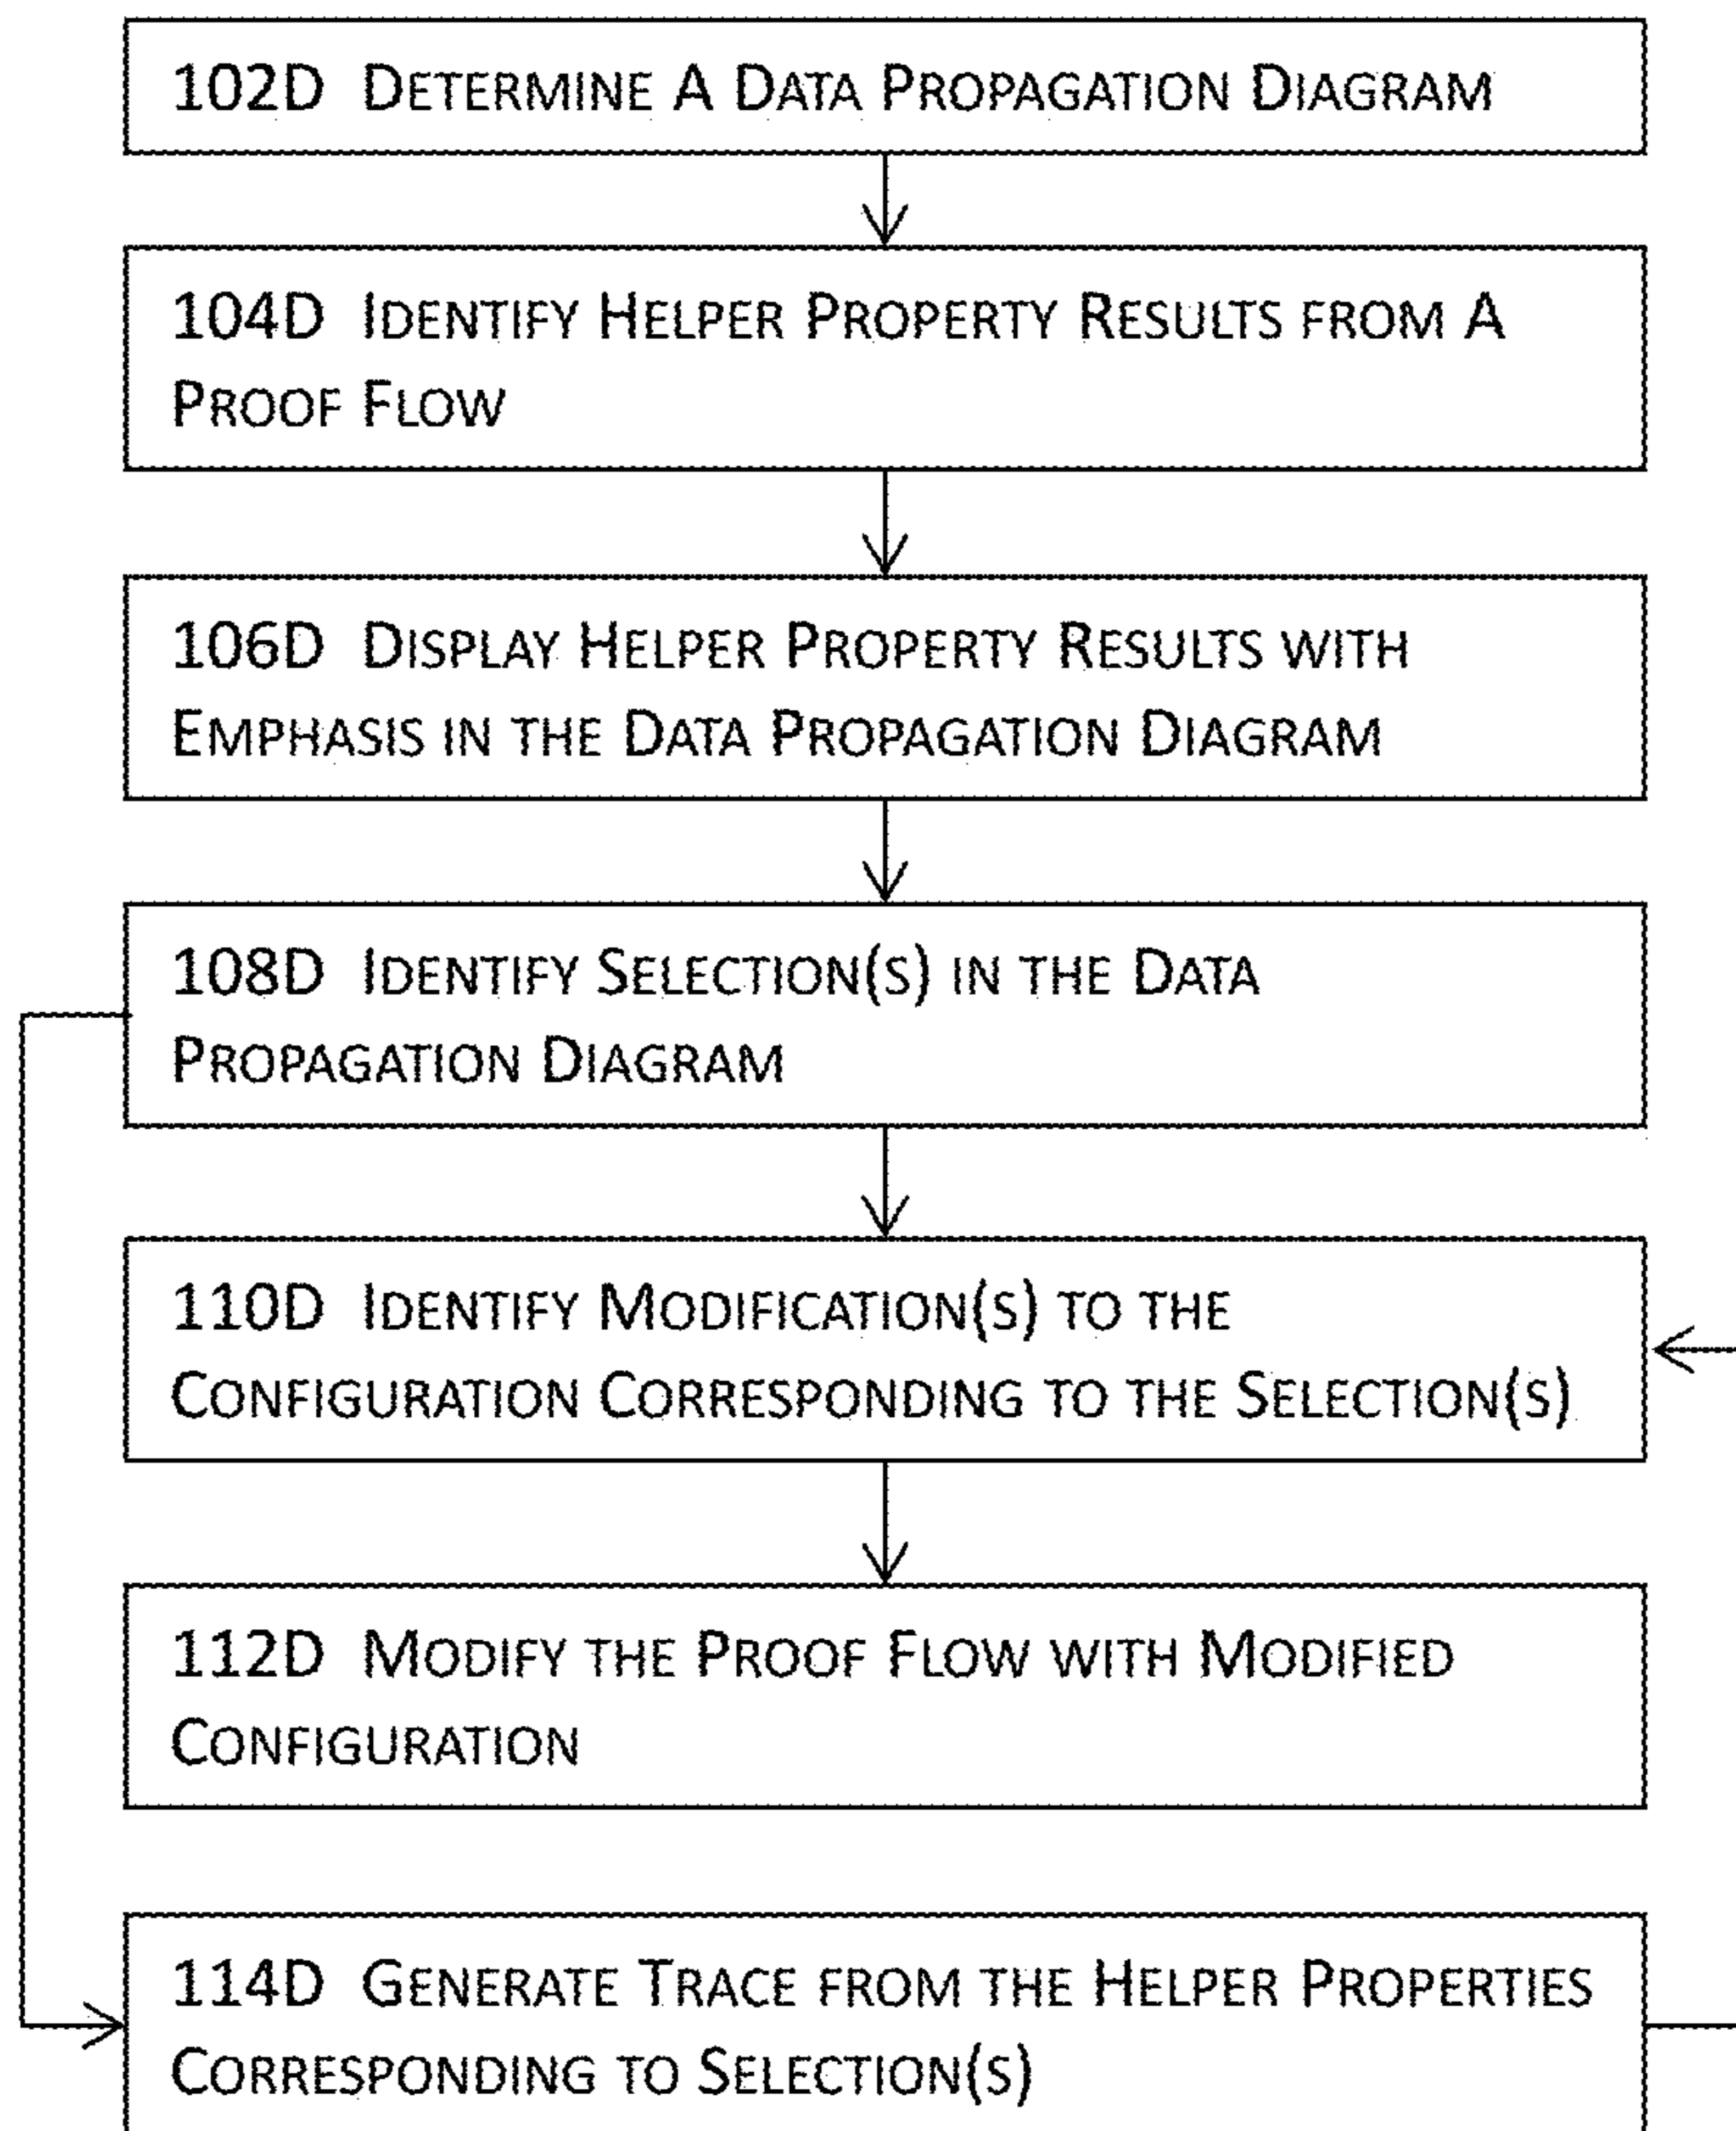 102D Determine A Data Propagation Diagram
104D Identify Helper Property Results from A
Proof Flow
106D Display Helper Property Results with
Emphasis in the Data Propagation Diagram
108D Identify Selection(s) in the Data
Propagation Diagram
110D Identify Modification(s) to the
Configuration Corresponding to the Selection(s)
112D Modify the Proof Flow with Modified
Configuration
114D Generate Trace from the Helper Properties
Corresponding to Selection(s)